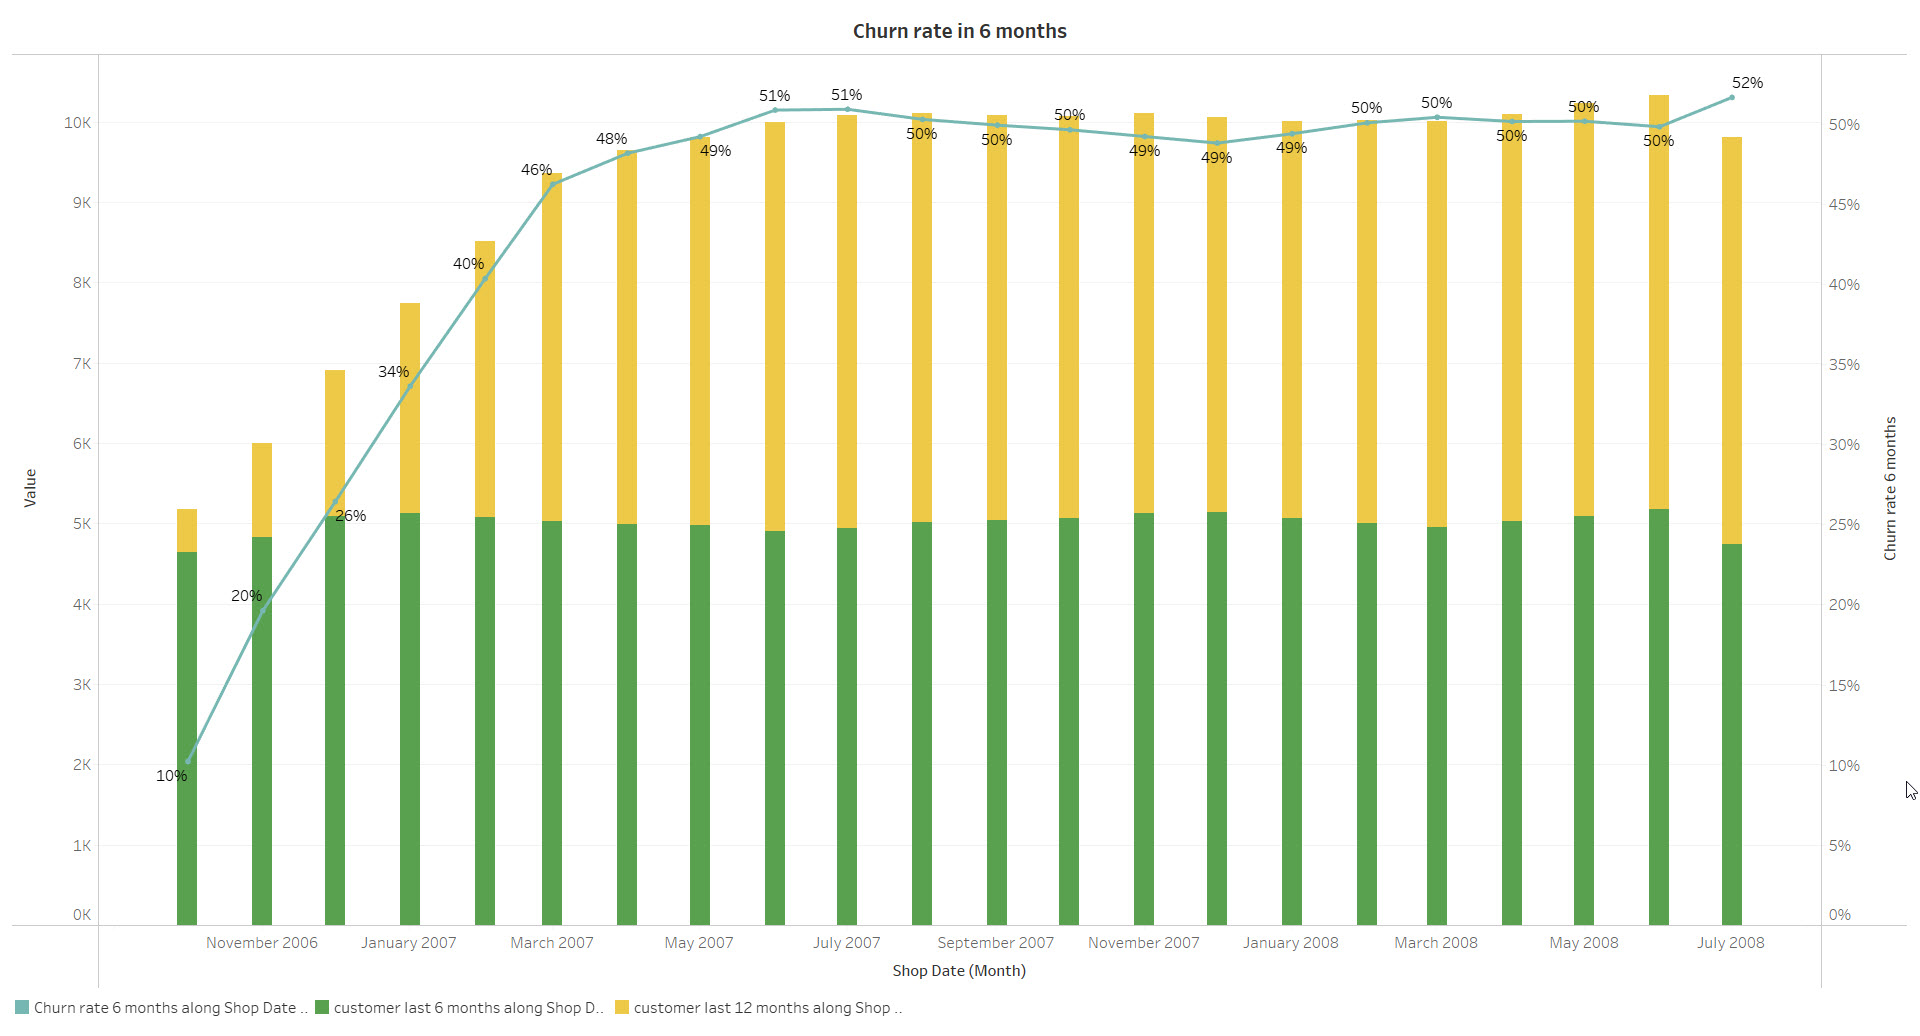 Churn rate in 6 months
Value
10K
9K
8K
7K
6K
5K
4K
3K
2K
1K
0K
10%
20%
26%
34%
40%
46%
48%
49%
51%
51%
50%
50%
50%
49%
49%
49%
50%
50%
50%
50%
50%
52%
50%
45%
40%
35%
30%
25%
20%
15%
10%
5%
0%
Churn rate 6 months
November 2006 January 2007 March 2007 May 2007 July 2007 September 2007 November 2007 January 2008 March 2008 May 2008 July 2008
Shop Date (Month)
Churn rate 6 months along Shop Date .. customer last 6 months along Shop D.. customer last 12 months along Shop ..